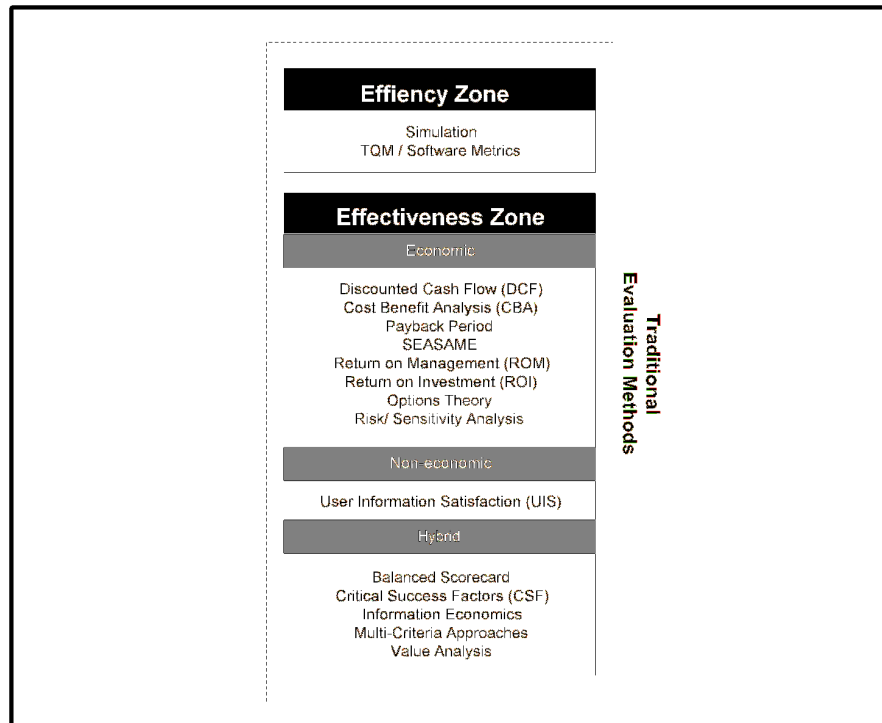 Effiency Zone
Simulation
TQM / Software Metrics
Effectiveness Zone
Economic
Discounted Cash Flow (DCF)
Cost Benefit Analysis (CBA)
Payback Period
SEASAME
Return on Management (ROM)
Return on Investment (ROI)
Options Theory
Risk/ Sensitivity Analysis
Non-economic
User Information Satisfaction (UIS)
Hybrid
Balanced Scorecard
Critical Success Factors (CSF)
Information Economics
Multi-Criteria Approaches
Value Analysis
Traditional
Evaluation Methods